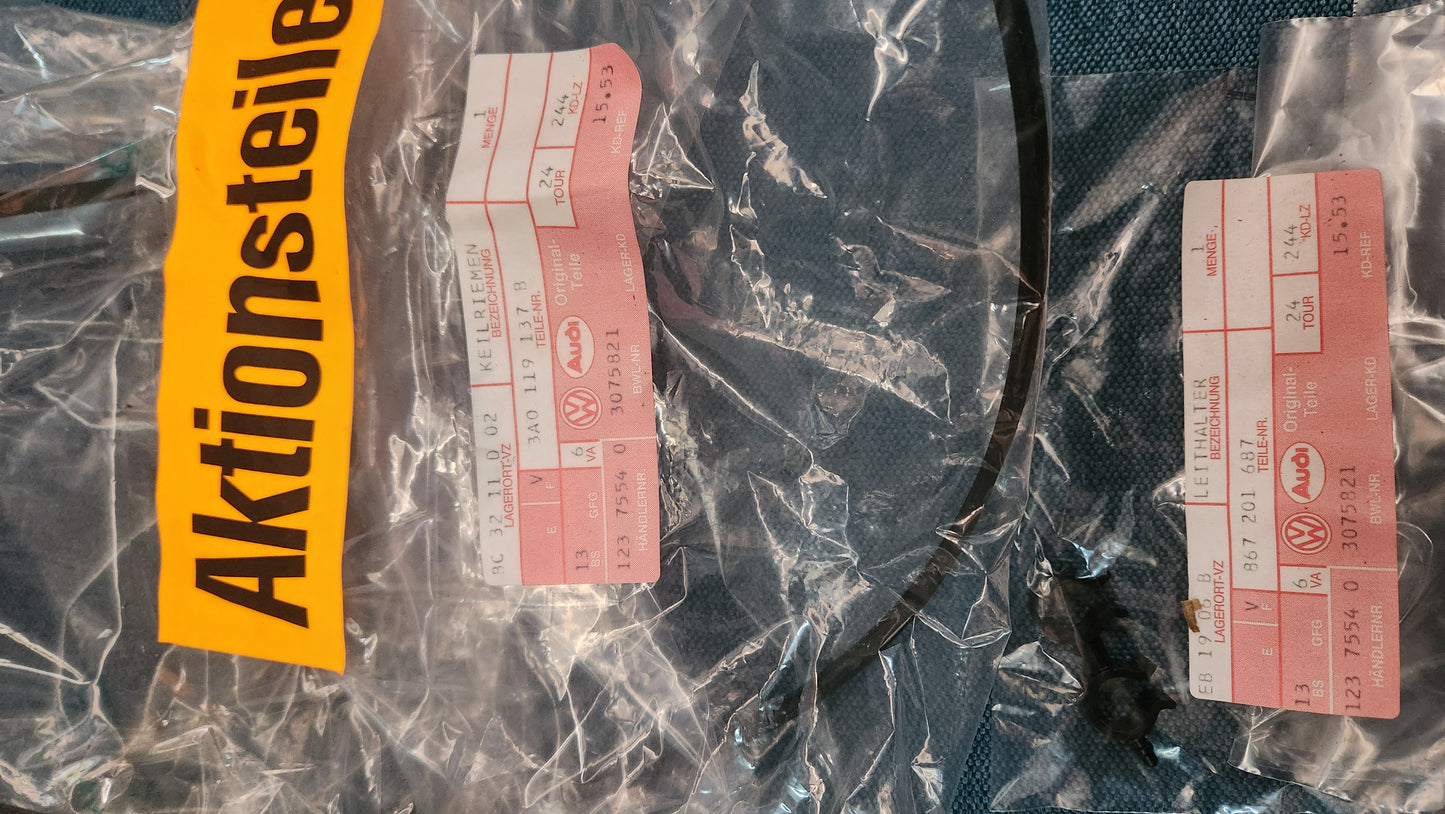 Aktionsteile
BC 32 11 D 02 KEILRIEMEN 1
LAGERORT-VZ BEZEICHNUNG MENGE
V 3A0 119 137 B
E F TEILE-NR.
13 6 Audi Original- 24 244
BS GFG VA Teile TOUR KD-LZ
123 7554 0 3075821 15.53
HÄNDLERNR. BWL-NR. LAGER-KD KD-REF.
EB 19 06 B LEITHALTER 1
LAGERORT-VZ BEZEICHNUNG MENGE
V 867 201 687
E F TEILE-NR.
13 6 Audi Original- 24 244
BS GFG VA Teile TOUR KD-LZ
123 7554 0 3075821 15.53
HÄNDLERNR. BWL-NR. LAGER-KD KD-REF.